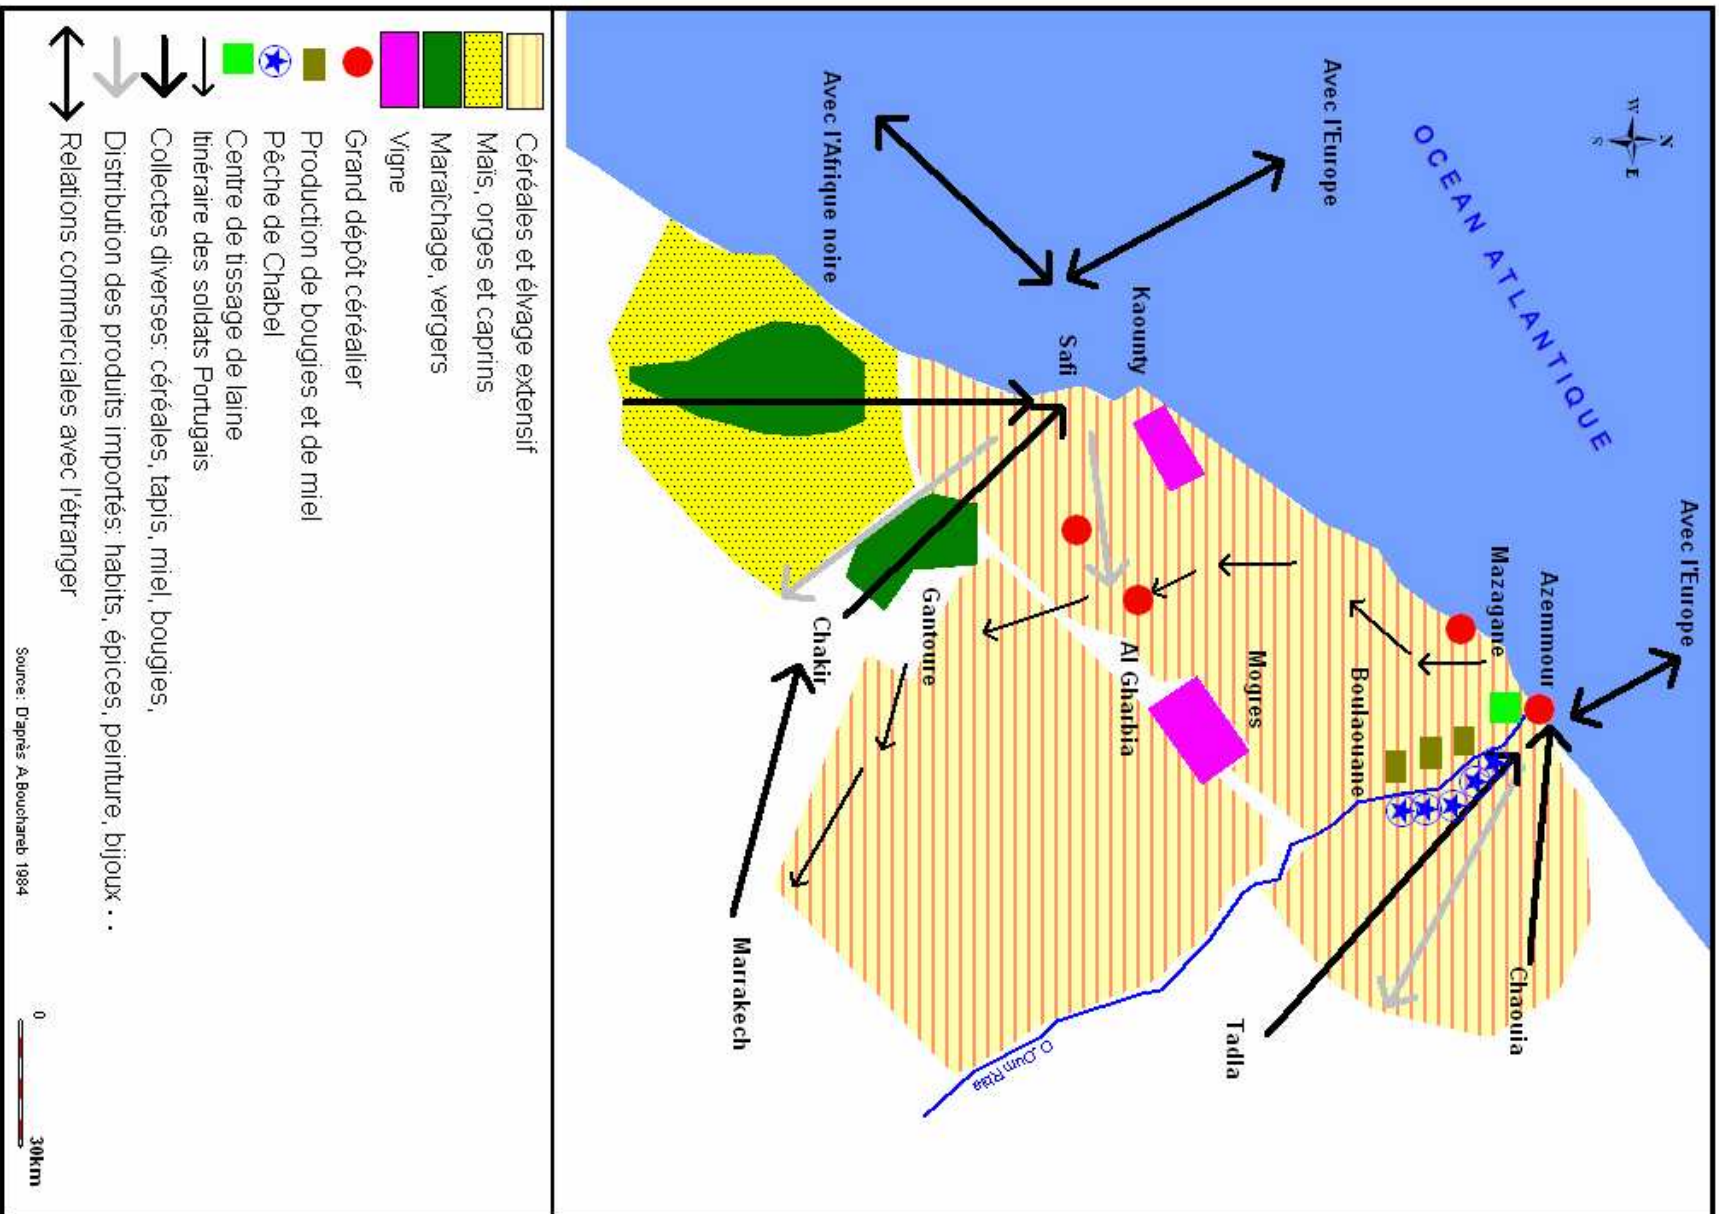 N
W
E
S
OCEAN ATLANTIQUE
Avec l'Europe
Avec l'Europe
Avec l'Afrique noire
Azemmour
Mazagane
Chaouia
Boulaouane
Tadla
Mogres
Kaounty
Al Gharbia
Safi
O_Oum Rbia
Gantoure
Chakir
Marrakech
Céréales et élvage extensif
Maïs, orges et caprins
Maraîchage, vergers
Vigne
Grand dépôt céréalier
Production de bougies et de miel
Pêche de Chabel
Centre de tissage de laine
Itinéraire des soldats Portugais
Collectes diverses: céréales, tapis, miel, bougies,
Distribution des produits importés: habits, épices, peinture, bijoux . .
Relations commerciales avec l'étranger
0
30km
Source: D'après A.Bouchareb 1984